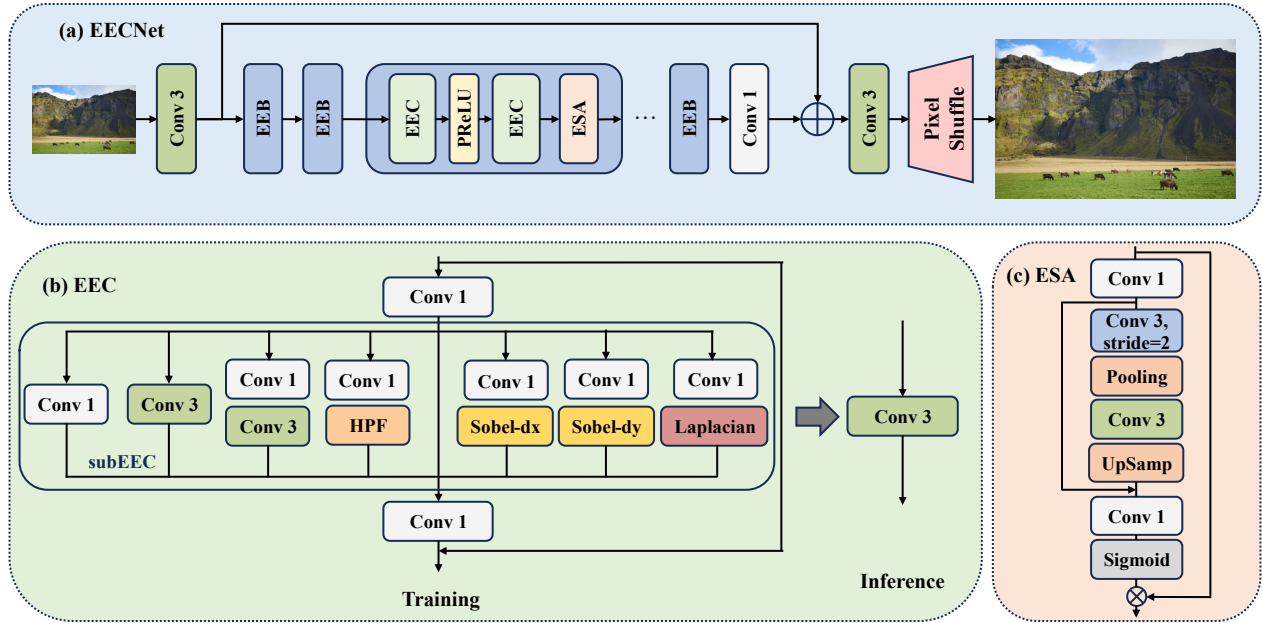 (a) EECNet
Conv 3
EEB
EEB
EEC
PReLU
EEC
ESA
...
EEB
Conv 1
Conv 3
Pixel
Shuffle
(b) EEC
Conv 1
Conv 1
Conv 3
Conv 1
Conv 3
Conv 1
HPF
Conv 1
Sobel-dx
Conv 1
Sobel-dy
Conv 1
Laplacian
subEEC
Conv 1
Training
Conv 3
Inference
(c) ESA
Conv 1
Conv 3,
stride=2
Pooling
Conv 3
UpSamp
Conv 1
Sigmoid